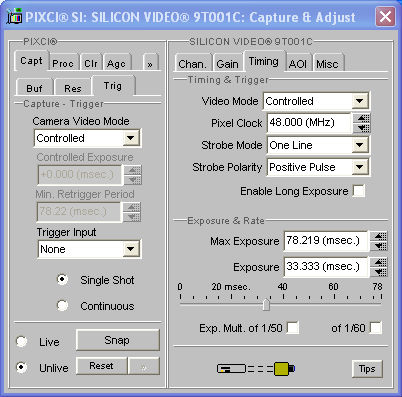 PIXCI® SI: SILICON VIDEO® 9T001C: Capture & Adjust
PIXCI®
Capt Proc Clr Agc »
Buf Res Trig
Capture - Trigger
Camera Video Mode
Controlled
Controlled Exposure
+0.000 (msec.)
Min. Retrigger Period
78.22 (msec.)
Trigger Input
None
Single Shot
Continuous
Live
Snap
Unlive
Reset
»
SILICON VIDEO® 9T001C
Chan. Gain Timing AOI Misc
Timing & Trigger
Video Mode Controlled
Pixel Clock 48.000 (MHz)
Strobe Mode One Line
Strobe Polarity Positive Pulse
Enable Long Exposure
Exposure & Rate
Max Exposure 78.219 (msec.)
Exposure 33.333 (msec.)
0 20 msec. 40 60 78
Exp. Mult. of 1/50 of 1/60
Tips